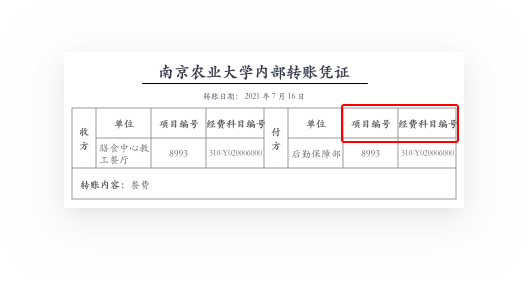 南京农业大学内部转账凭证
转账日期： 2021 年 7 月 16 日
收方 单位 项目编号 经费科目编号 付方 单位 项目编号 经费科目编号
膳食中心教工餐厅 8993 310-Y020006000 后勤保障部 8993 310-Y020006000
转账内容：餐费